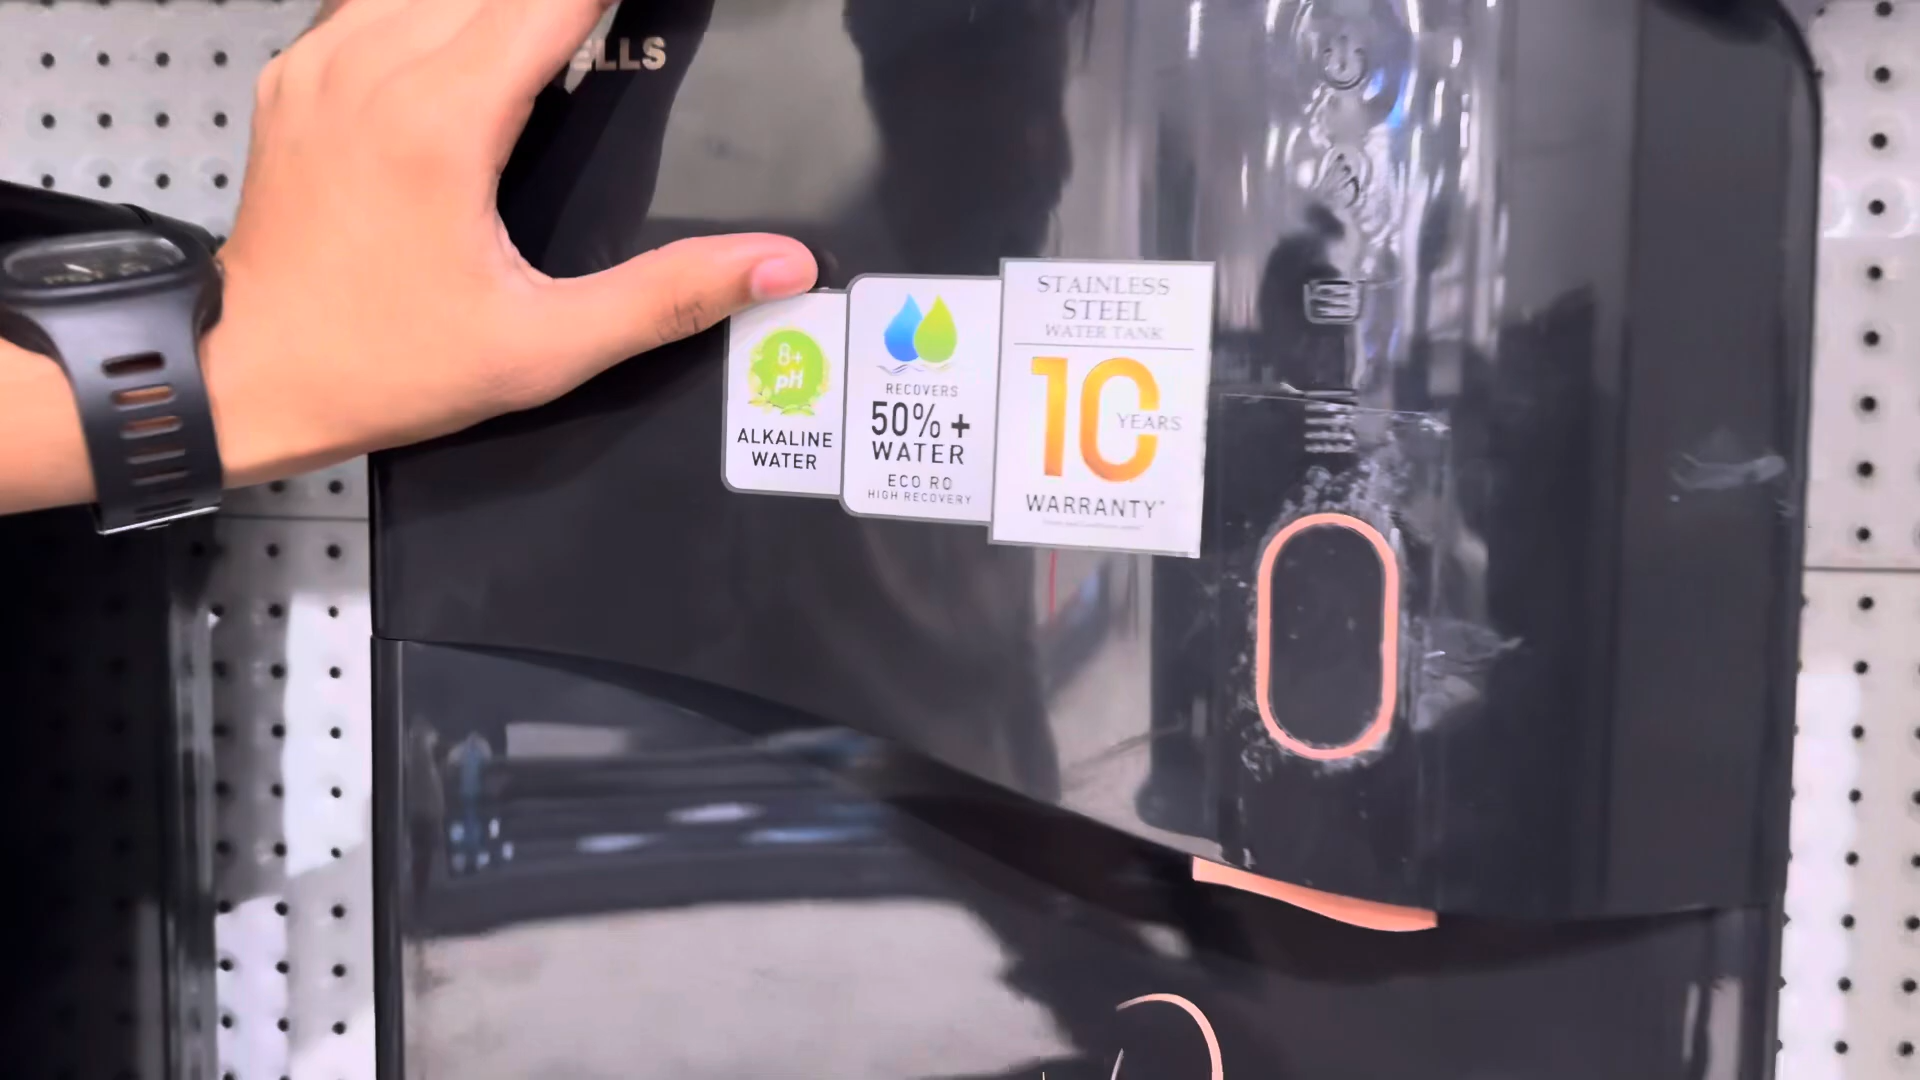 ELLS
8+
pH
ALKALINE
WATER
RECOVERS
50% +
WATER
ECO RO
HIGH RECOVERY
STAINLESS
STEEL
WATER TANK
10
YEARS
WARRANTY*